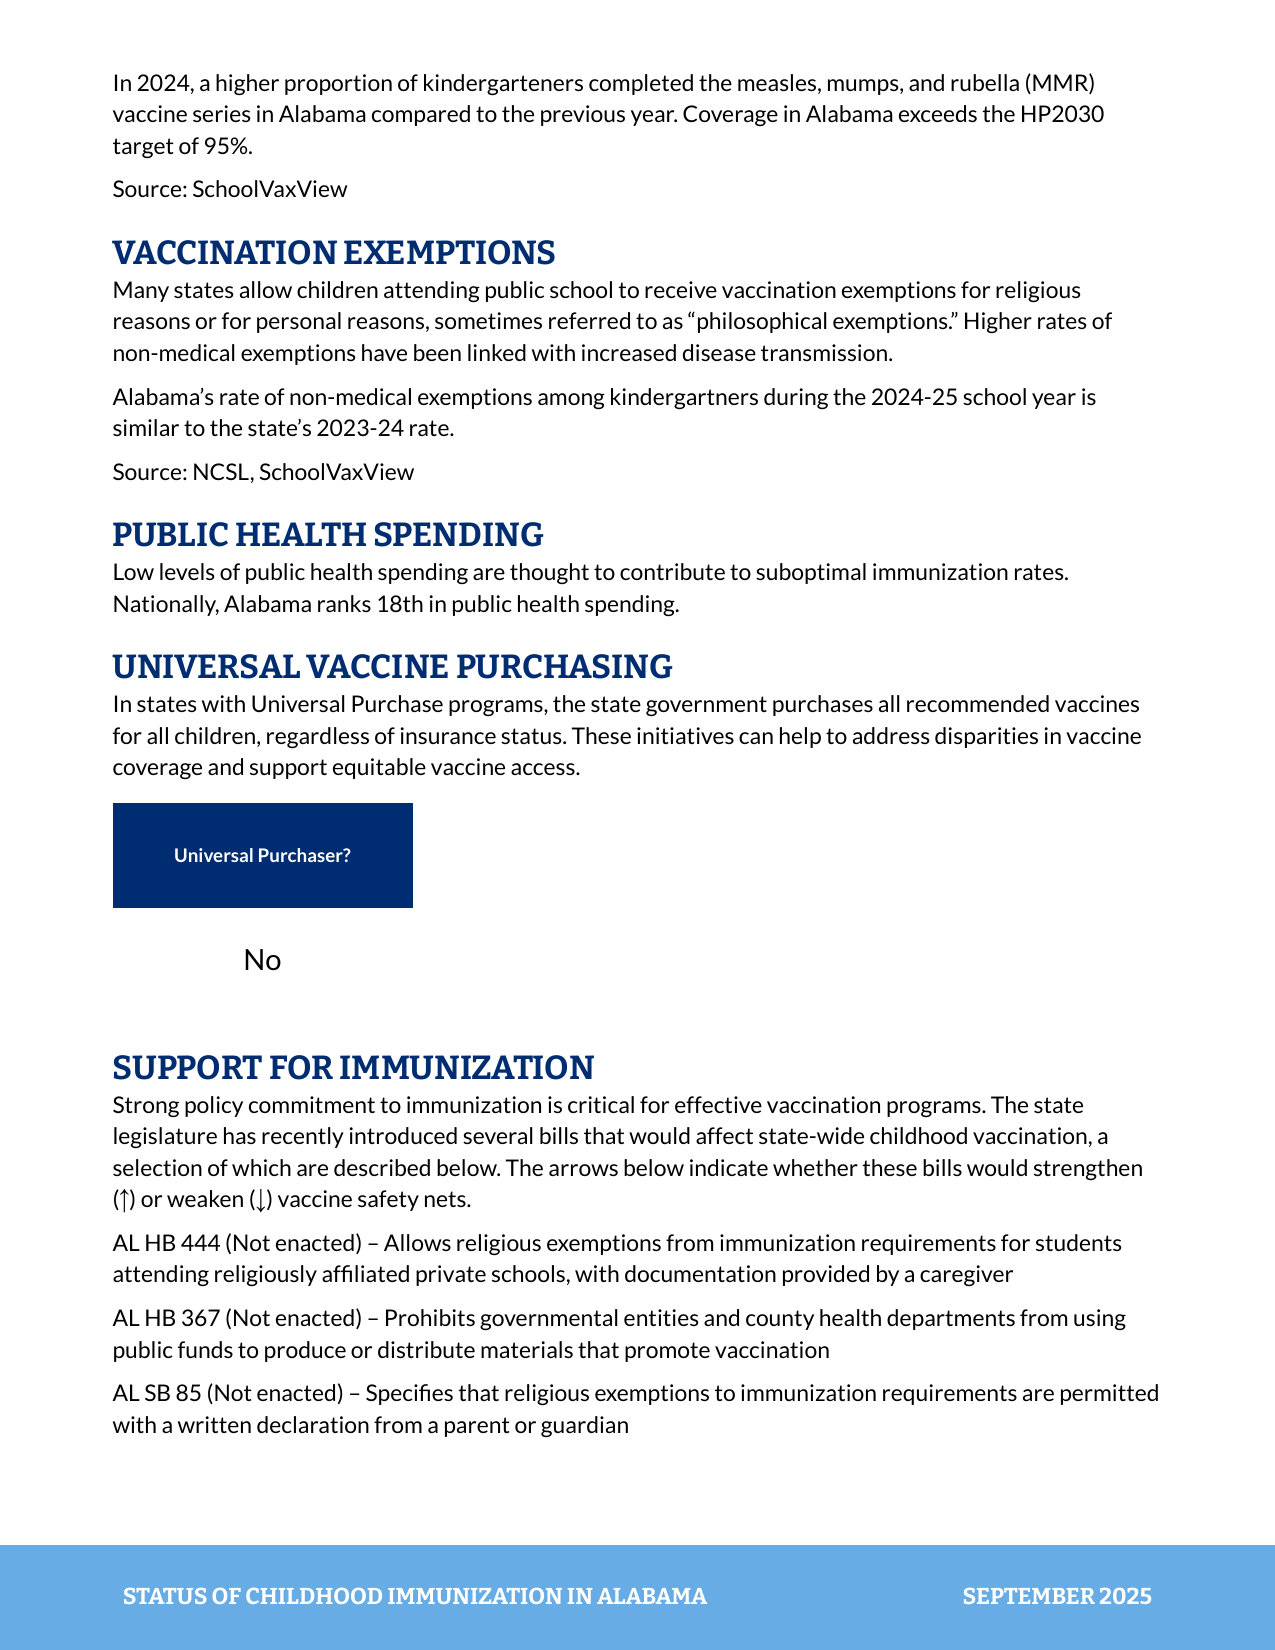 In 2024, a higher proportion of kindergarteners completed the measles, mumps, and rubella (MMR)
vaccine series in Alabama compared to the previous year. Coverage in Alabama exceeds the HP2030
target of 95%.
Source: SchoolVaxView
VACCINATION EXEMPTIONS
Many states allow children attending public school to receive vaccination exemptions for religious
reasons or for personal reasons, sometimes referred to as “philosophical exemptions.” Higher rates of
non-medical exemptions have been linked with increased disease transmission.
Alabama’s rate of non-medical exemptions among kindergartners during the 2024-25 school year is
similar to the state’s 2023-24 rate.
Source: NCSL, SchoolVaxView
PUBLIC HEALTH SPENDING
Low levels of public health spending are thought to contribute to suboptimal immunization rates.
Nationally, Alabama ranks 18th in public health spending.
UNIVERSAL VACCINE PURCHASING
In states with Universal Purchase programs, the state government purchases all recommended vaccines
for all children, regardless of insurance status. These initiatives can help to address disparities in vaccine
coverage and support equitable vaccine access.
Universal Purchaser?
No
SUPPORT FOR IMMUNIZATION
Strong policy commitment to immunization is critical for effective vaccination programs. The state
legislature has recently introduced several bills that would affect state-wide childhood vaccination, a
selection of which are described below. The arrows below indicate whether these bills would strengthen
(↑) or weaken (↓) vaccine safety nets.
AL HB 444 (Not enacted) – Allows religious exemptions from immunization requirements for students
attending religiously affiliated private schools, with documentation provided by a caregiver
AL HB 367 (Not enacted) – Prohibits governmental entities and county health departments from using
public funds to produce or distribute materials that promote vaccination
AL SB 85 (Not enacted) – Specifies that religious exemptions to immunization requirements are permitted
with a written declaration from a parent or guardian
STATUS OF CHILDHOOD IMMUNIZATION IN ALABAMA
SEPTEMBER 2025